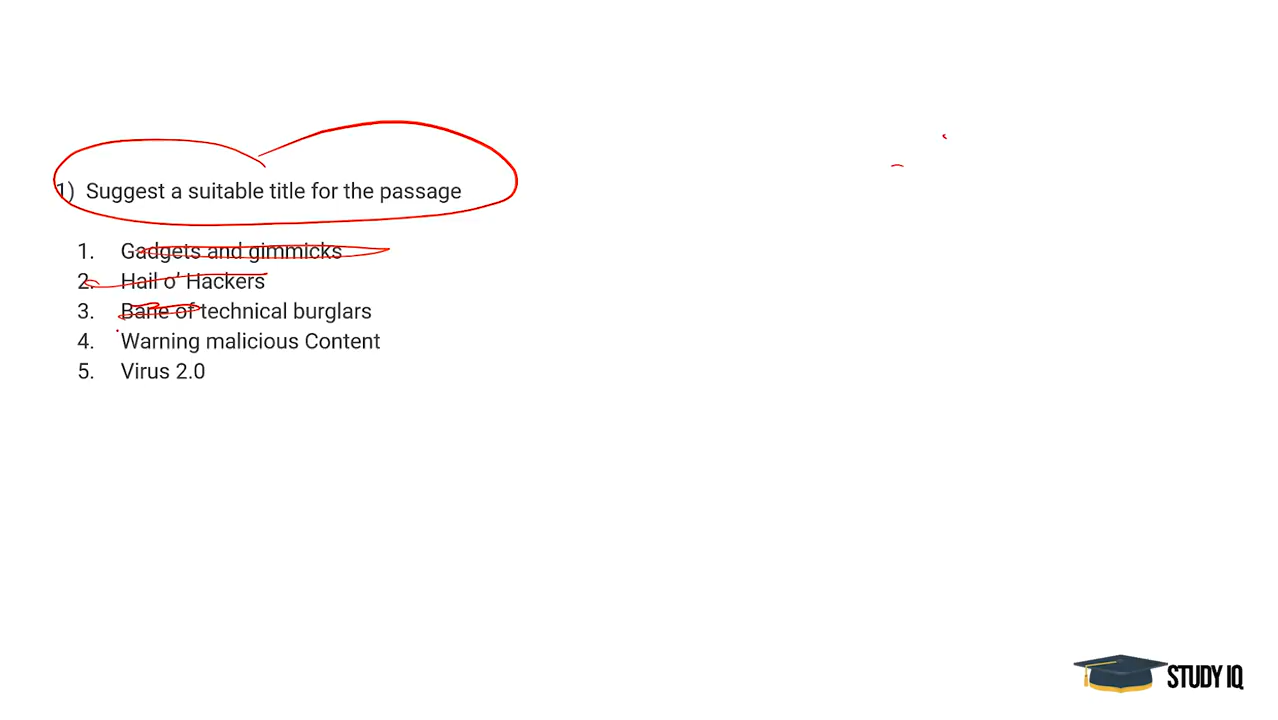 1) Suggest a suitable title for the passage
1. Gadgets and gimmicks
2. Hail o' Hackers
3. Bane of technical burglars
4. Warning malicious Content
5. Virus 2.0
STUDY IQ